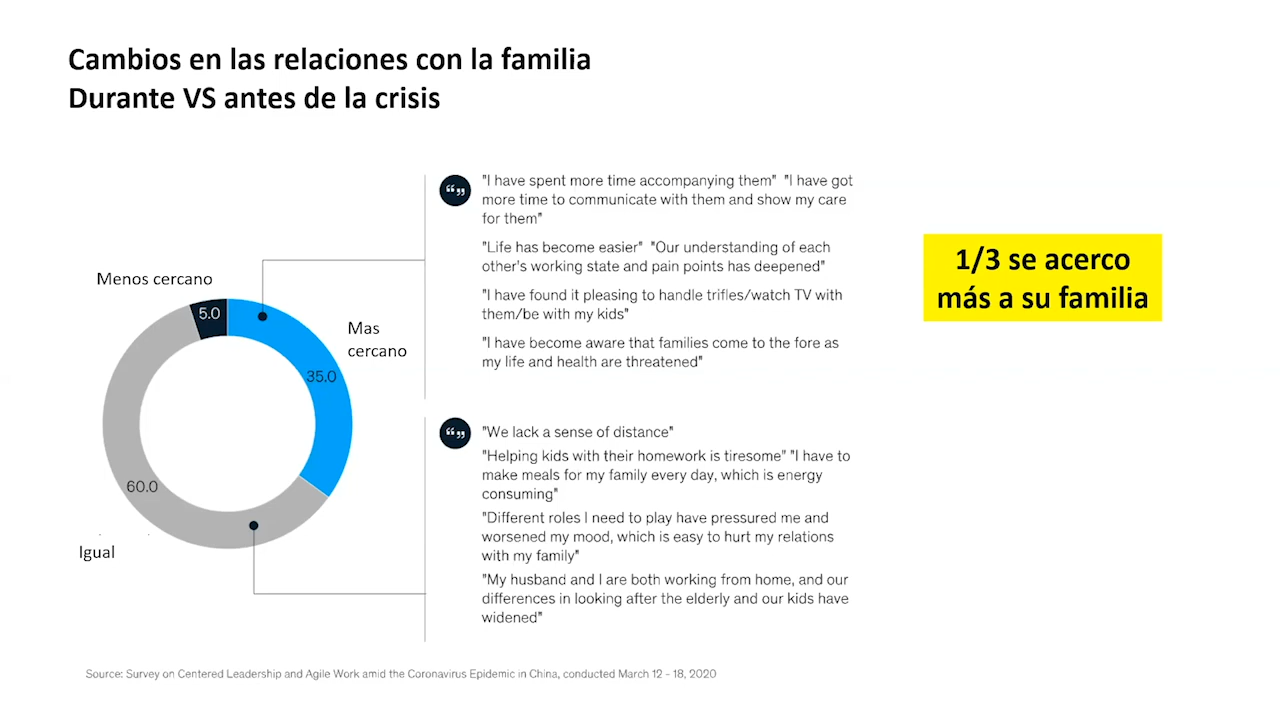 Cambios en las relaciones con la familia
Durante VS antes de la crisis
Menos cercano
5.0
Mas
cercano
35.0
60.0
Igual
"I have spent more time accompanying them" "I have got
more time to communicate with them and show my care
for them"
"Life has become easier" "Our understanding of each
other's working state and pain points has deepened"
"I have found it pleasing to handle trifles/watch TV with
them/be with my kids"
"I have become aware that families come to the fore as
my life and health are threatened"
"We lack a sense of distance"
"Helping kids with their homework is tiresome" "I have to
make meals for my family every day, which is energy
consuming"
"Different roles I need to play have pressured me and
worsened my mood, which is easy to hurt my relations
with my family"
"My husband and I are both working from home, and our
differences in looking after the elderly and our kids have
widened"
1/3 se acerco
más a su familia
Source: Survey on Centered Leadership and Agile Work amid the Coronavirus Epidemic in China, conducted March 12 - 18, 2020